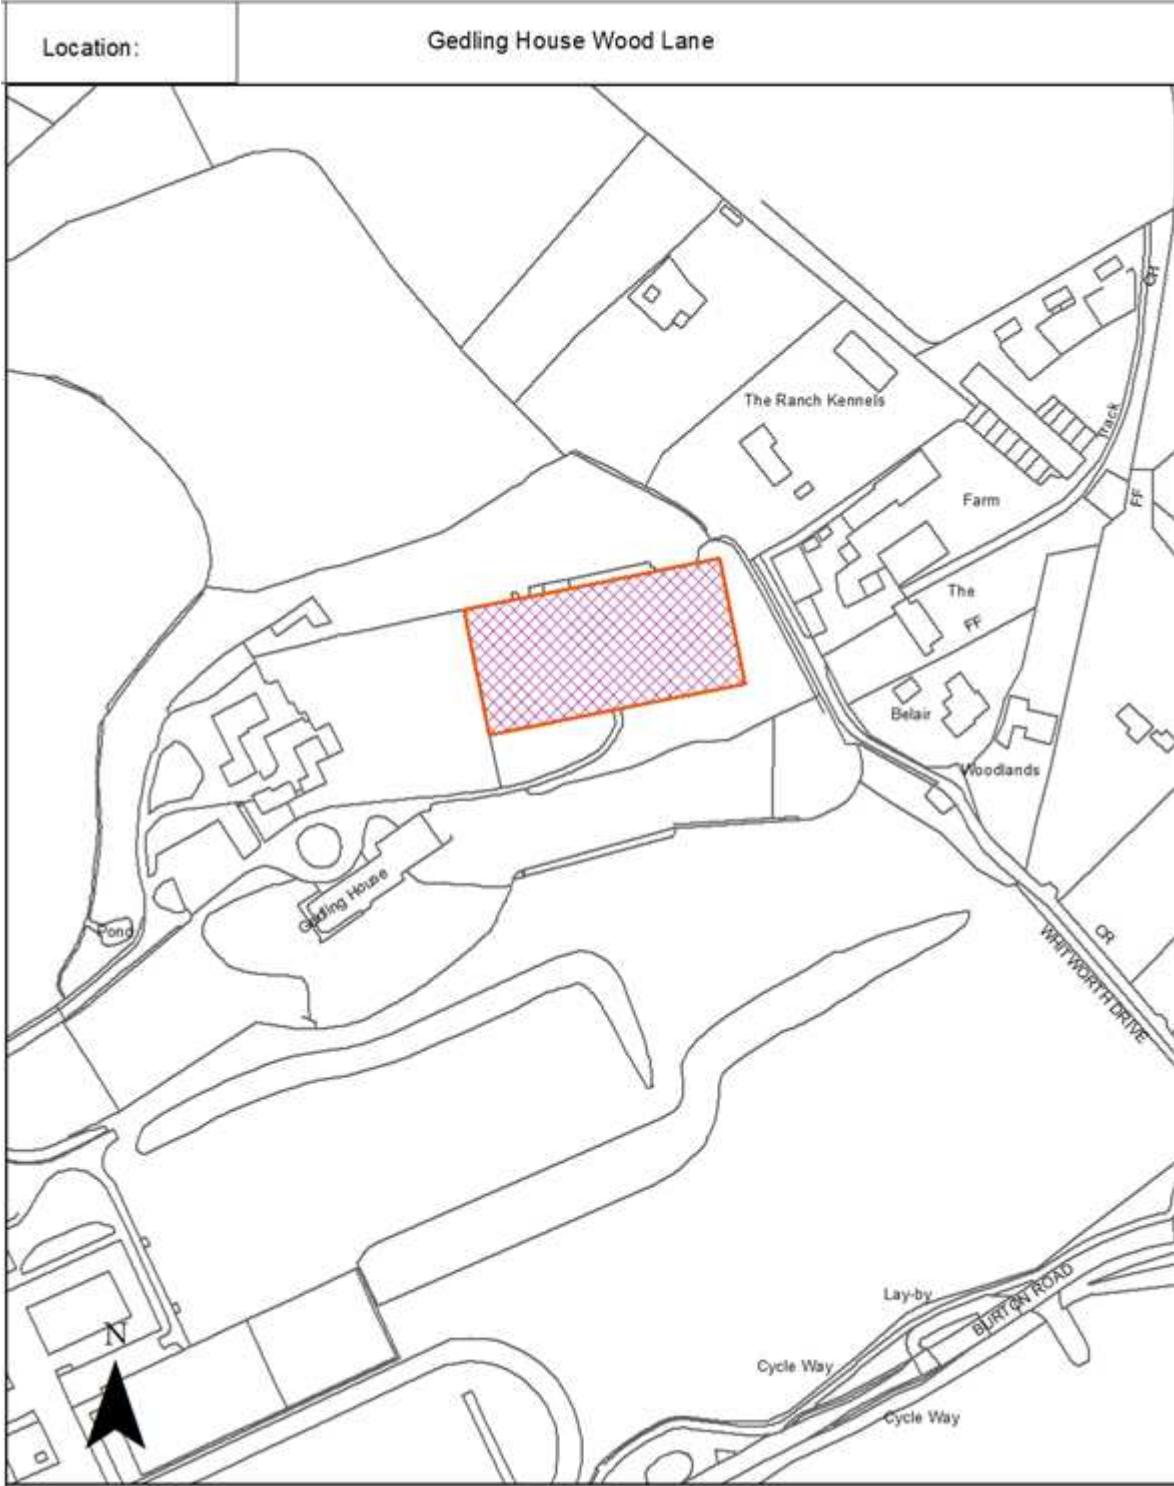 Location:
Gedling House Wood Lane
CH
The Ranch Kennels
Track
Farm
FF
The
FF
Belair
Woodlands
Gedling House
Pond
CR
WHITWORTH DRIVE
Lay-by
BURTON ROAD
N
Cycle Way
Cycle Way